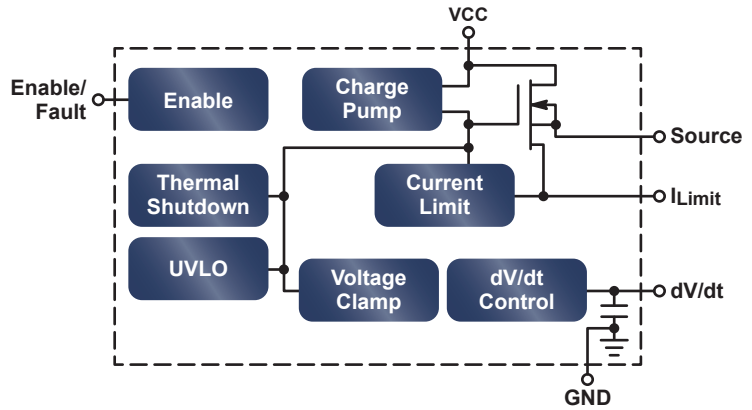 VCC
Enable/
Fault
Enable
Charge
Pump
Source
Thermal
Shutdown
Current
Limit
ILimit
UVLO
Voltage
Clamp
dV/dt
Control
dV/dt
GND